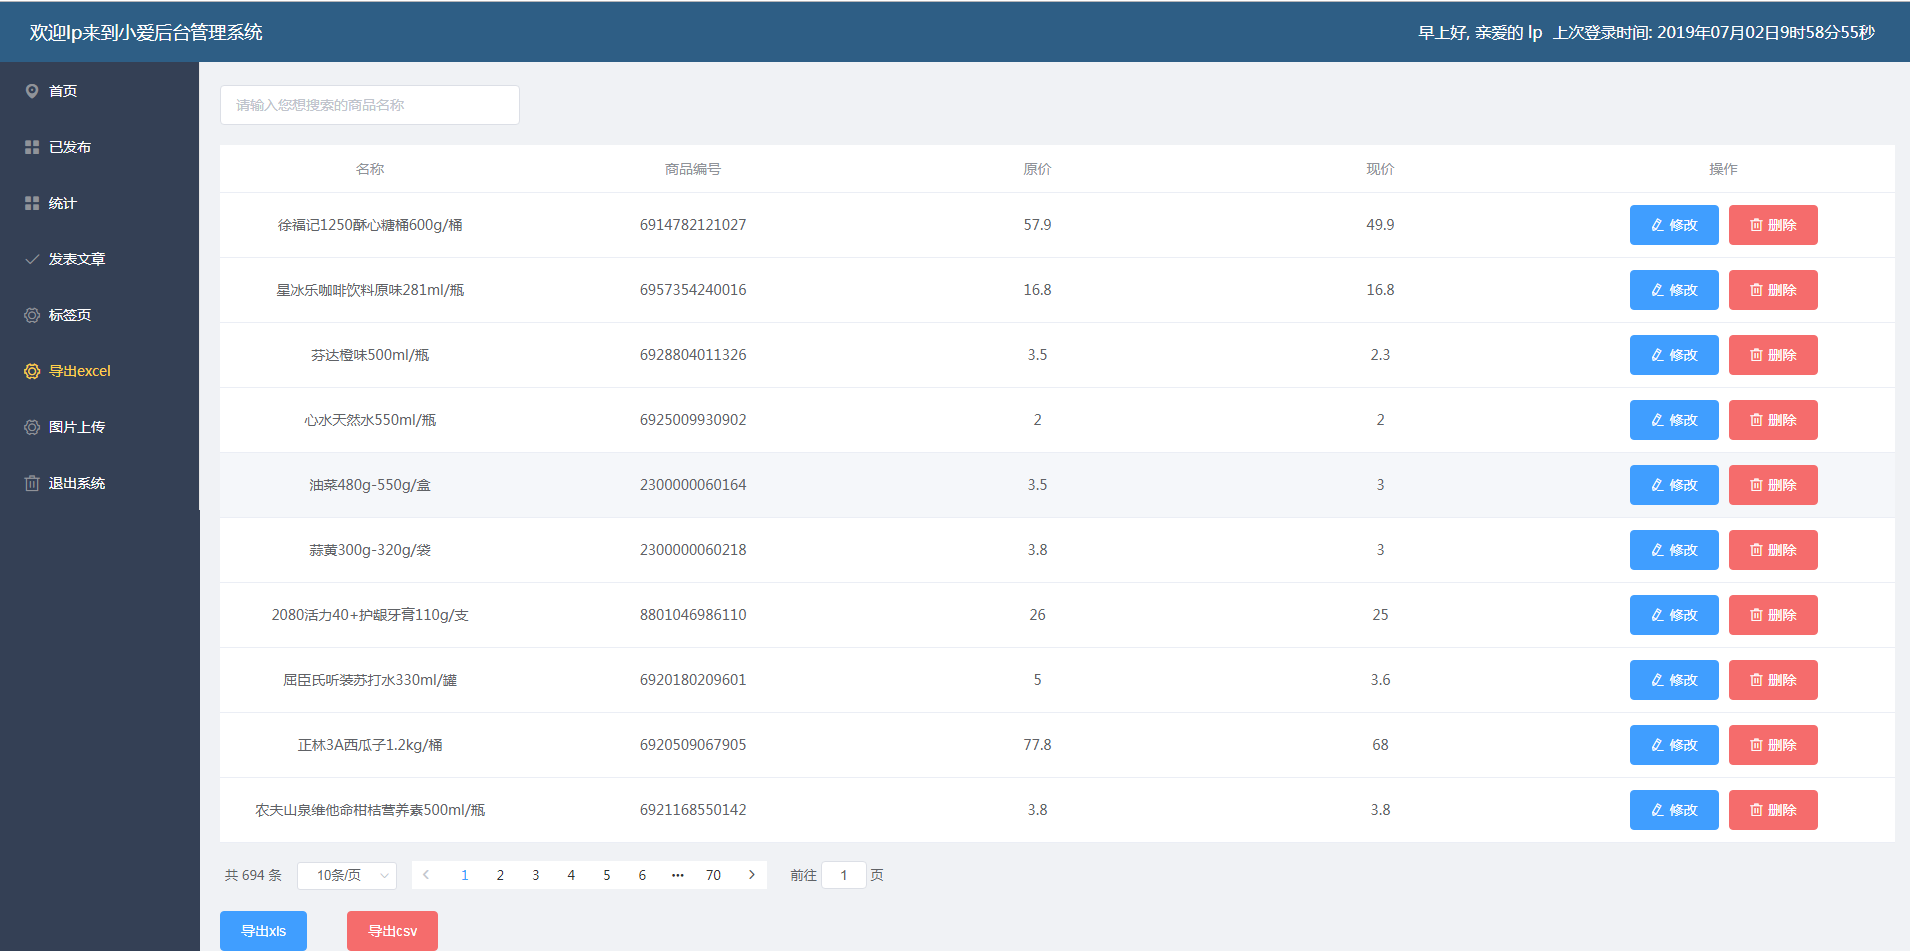 欢迎lp来到小爱后台管理系统
早上好, 亲爱的 lp 上次登录时间: 2019年07月02日9时58分55秒
首页
已发布
统计
发表文章
标签页
导出excel
图片上传
退出系统
请输入您想搜索的商品名称
名称 商品编号 原价 现价 操作
徐福记1250酥心糖桶600g/桶 6914782121027 57.9 49.9 修改 删除
星冰乐咖啡饮料原味281ml/瓶 6957354240016 16.8 16.8 修改 删除
芬达橙味500ml/瓶 6928804011326 3.5 2.3 修改 删除
心水天然水550ml/瓶 6925009930902 2 2 修改 删除
油菜480g-550g/盒 2300000060164 3.5 3 修改 删除
蒜黄300g-320g/袋 2300000060218 3.8 3 修改 删除
2080活力40+护龈牙膏110g/支 8801046986110 26 25 修改 删除
屈臣氏听装苏打水330ml/罐 6920180209601 5 3.6 修改 删除
正林3A西瓜子1.2kg/桶 6920509067905 77.8 68 修改 删除
农夫山泉维他命柑桔营养素500ml/瓶 6921168550142 3.8 3.8 修改 删除
共 694 条 10条/页 1 2 3 4 5 6 ••• 70 前往 1 页
导出xls 导出csv